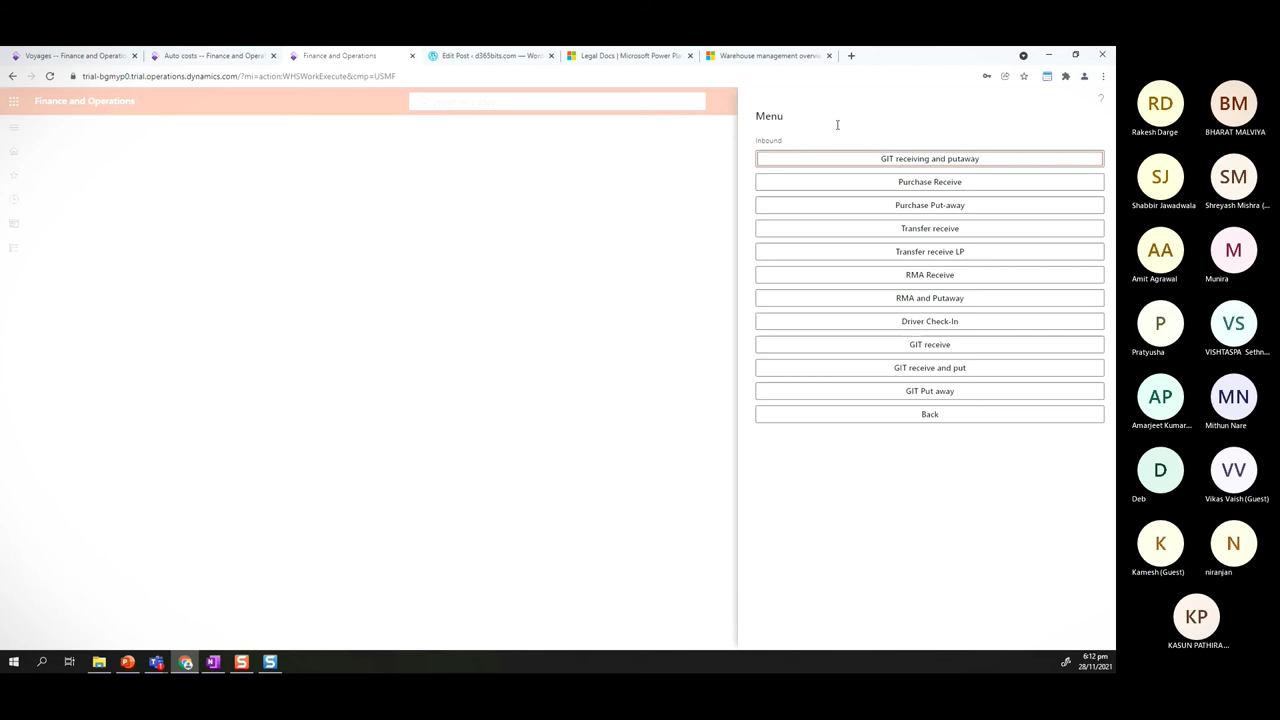 Voyages -- Finance and Operation
Auto costs -- Finance and Operat
Finance and Operations
Edit Post ‹ d365bits.com — Word
Legal Docs | Microsoft Power Pla
Warehouse management overvie
trial-bgmyp0.trial.operations.dynamics.com/?mi=action:WHSWorkExecute&cmp=USMF
Finance and Operations
?
Menu
Inbound
GIT receiving and putaway
Purchase Receive
Purchase Put-away
Transfer receive
Transfer receive LP
RMA Receive
RMA and Putaway
Driver Check-In
GIT receive
GIT receive and put
GIT Put away
Back
RD
BM
Rakesh Darge
BHARAT MALVIYA
SJ
SM
Shabbir Jawadwala
Shreyash Mishra (...
AA
M
Amit Agrawal
Munira
P
VS
Pratyusha
VISHTASPA Sethn...
AP
MN
Amarjeet Kumar...
Mithun Nare
D
VV
Deb
Vikas Vaish (Guest)
K
N
Kamesh (Guest)
niranjan
KP
KASUN PATHIRA...
6:12 pm
28/11/2021